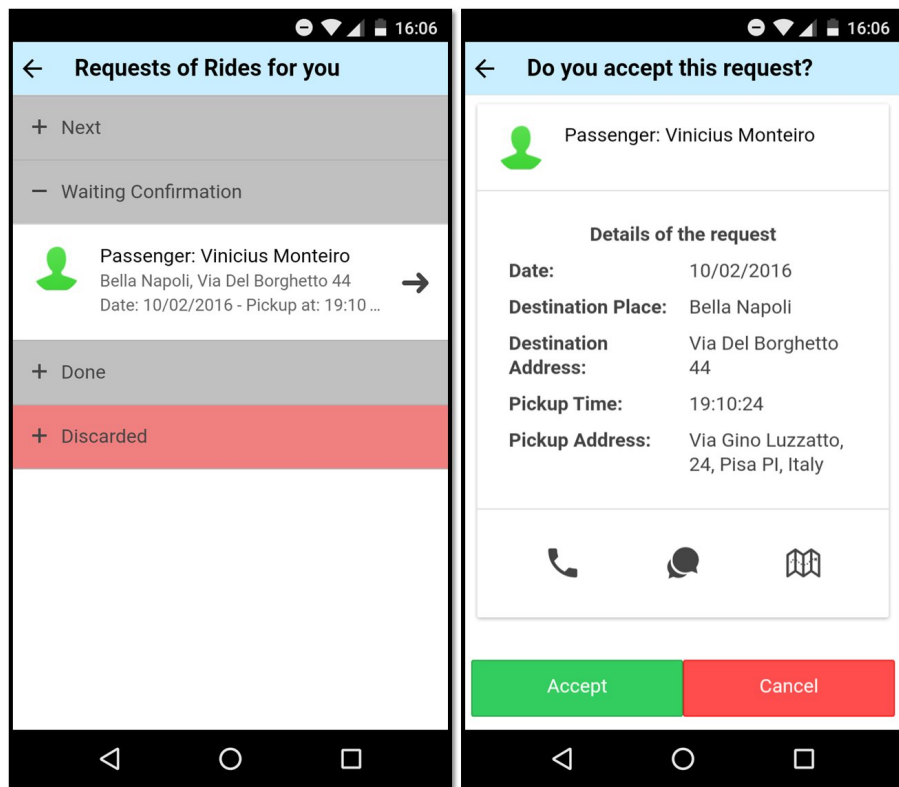 16:06
Requests of Rides for you
+ Next
− Waiting Confirmation
Passenger: Vinicius Monteiro
Bella Napoli, Via Del Borghetto 44
Date: 10/02/2016 - Pickup at: 19:10 ...
+ Done
+ Discarded
16:06
Do you accept this request?
Passenger: Vinicius Monteiro
Details of the request
Date: 10/02/2016
Destination Place: Bella Napoli
Destination Address: Via Del Borghetto 44
Pickup Time: 19:10:24
Pickup Address: Via Gino Luzzatto,
24, Pisa PI, Italy
Accept Cancel